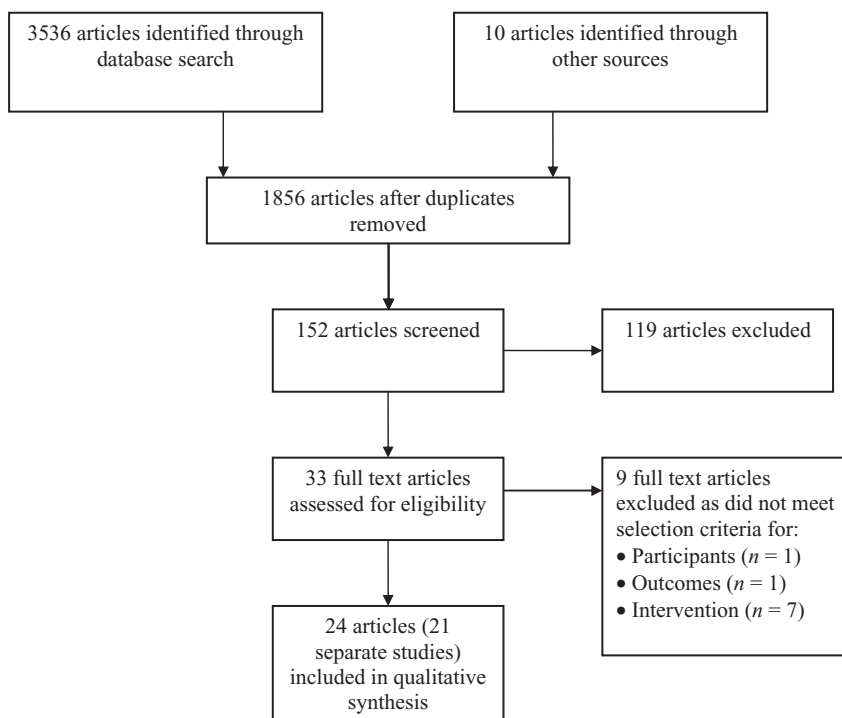 3536 articles identified through
database search
10 articles identified through
other sources
1856 articles after duplicates
removed
152 articles screened
119 articles excluded
33 full text articles
assessed for eligibility
9 full text articles
excluded as did not meet
selection criteria for:
• Participants (n = 1)
• Outcomes (n = 1)
• Intervention (n = 7)
24 articles (21
separate studies)
included in qualitative
synthesis